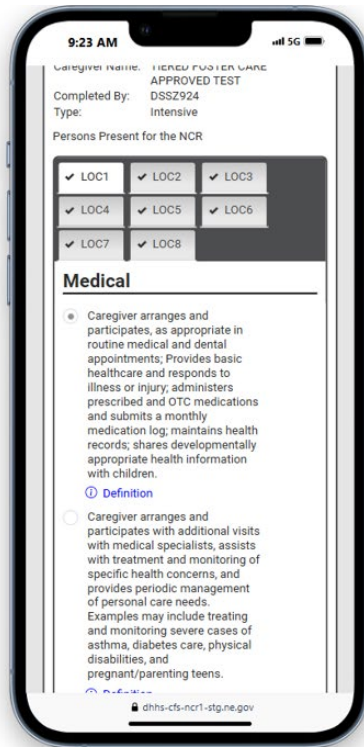 9:23 AM
5G
Caregiver Name: TIERED FOSTER CARE
APPROVED TEST
Completed By: DSSZ924
Type: Intensive
Persons Present for the NCR
✔ LOC1 ✔ LOC2 ✔ LOC3
✔ LOC4 ✔ LOC5 ✔ LOC6
✔ LOC7 ✔ LOC8
Medical
Caregiver arranges and
participates, as appropriate in
routine medical and dental
appointments; Provides basic
healthcare and responds to
illness or injury; administers
prescribed and OTC medications
and submits a monthly
medication log; maintains health
records; shares developmentally
appropriate health information
with children.
Definition
Caregiver arranges and
participates with additional visits
with medical specialists, assists
with treatment and monitoring of
specific health concerns, and
provides periodic management
of personal care needs.
Examples may include treating
and monitoring severe cases of
asthma, diabetes care, physical
disabilities, and
pregnant/parenting teens.
Definition
dhhs-cfs-ncr1-stg.ne.gov